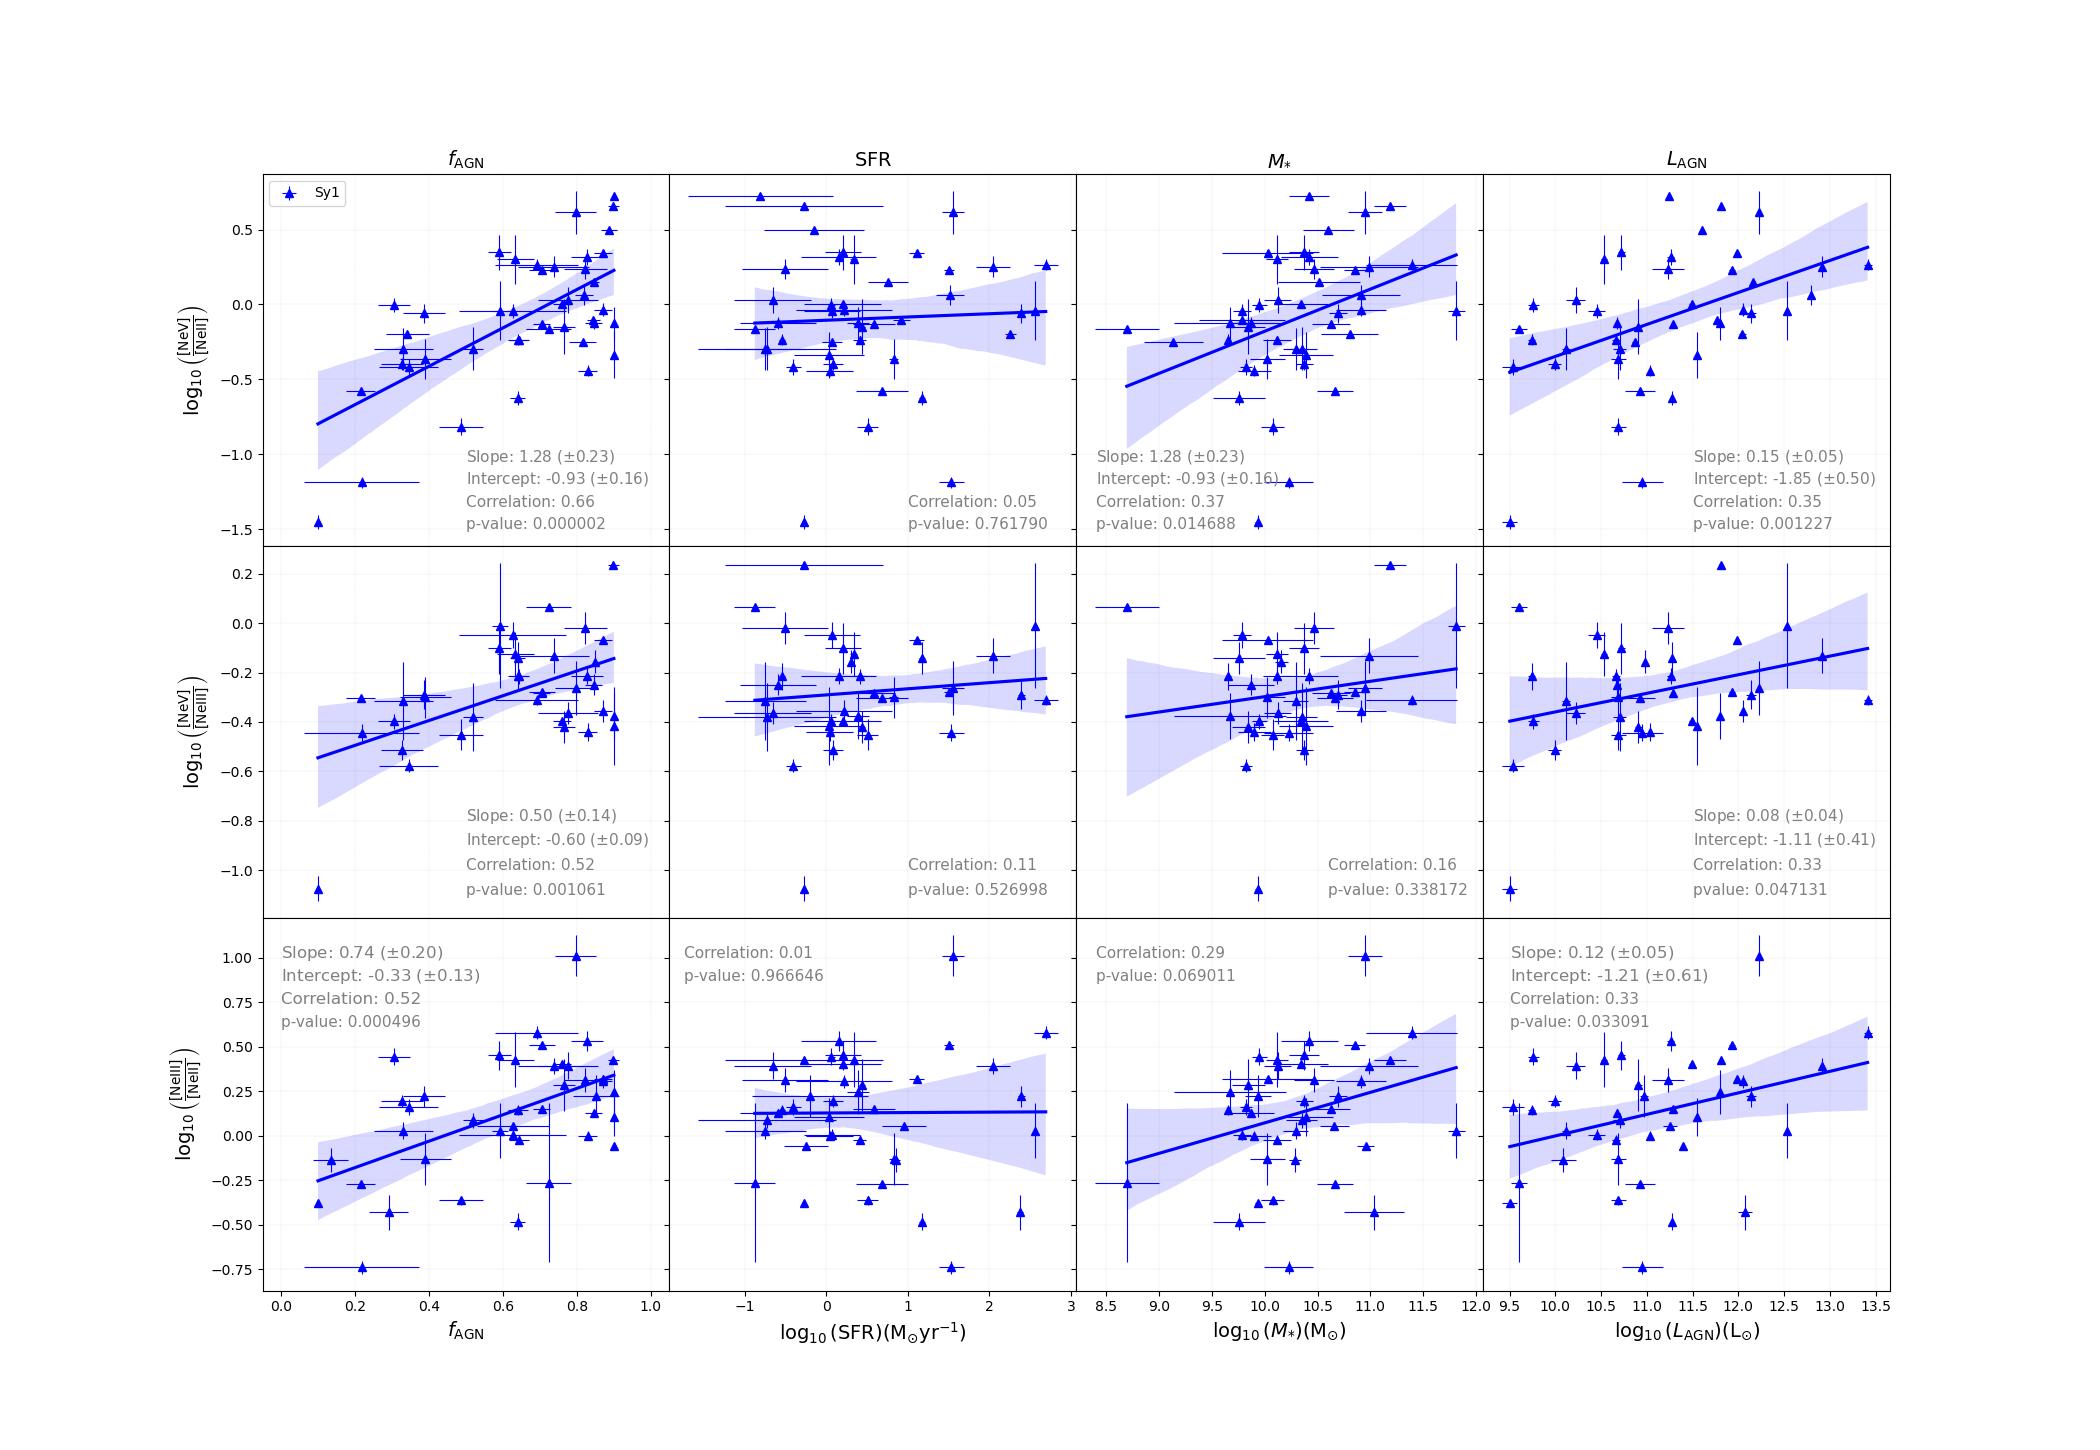 f_AGN SFR M_* L_AGN
Sy1
log₁₀([NeV]/[NeII])
0.5
0.0
−0.5
−1.0
−1.5
Slope: 1.28 (±0.23)
Intercept: -0.93 (±0.16)
Correlation: 0.66
p-value: 0.000002
Correlation: 0.05
p-value: 0.761790
Slope: 1.28 (±0.23)
Intercept: -0.93 (±0.16)
Correlation: 0.37
p-value: 0.014688
Slope: 0.15 (±0.05)
Intercept: -1.85 (±0.50)
Correlation: 0.35
p-value: 0.001227
log₁₀([NeV]/[NeIII])
0.2
0.0
−0.2
−0.4
−0.6
−0.8
−1.0
Slope: 0.50 (±0.14)
Intercept: -0.60 (±0.09)
Correlation: 0.52
p-value: 0.001061
Correlation: 0.11
p-value: 0.526998
Correlation: 0.16
p-value: 0.338172
Slope: 0.08 (±0.04)
Intercept: -1.11 (±0.41)
Correlation: 0.33
pvalue: 0.047131
log₁₀([NeIII]/[NeII])
1.00
0.75
0.50
0.25
0.00
−0.25
−0.50
−0.75
Slope: 0.74 (±0.20)
Intercept: -0.33 (±0.13)
Correlation: 0.52
p-value: 0.000496
Correlation: 0.01
p-value: 0.966646
Correlation: 0.29
p-value: 0.069011
Slope: 0.12 (±0.05)
Intercept: -1.21 (±0.61)
Correlation: 0.33
p-value: 0.033091
0.0 0.2 0.4 0.6 0.8 1.0
−1 0 1 2 3
8.5 9.0 9.5 10.0 10.5 11.0 11.5 12.0
9.5 10.0 10.5 11.0 11.5 12.0 12.5 13.0 13.5
f_AGN
log₁₀(SFR)(M⊙yr⁻¹)
log₁₀(M_*)(M⊙)
log₁₀(L_AGN)(L⊙)